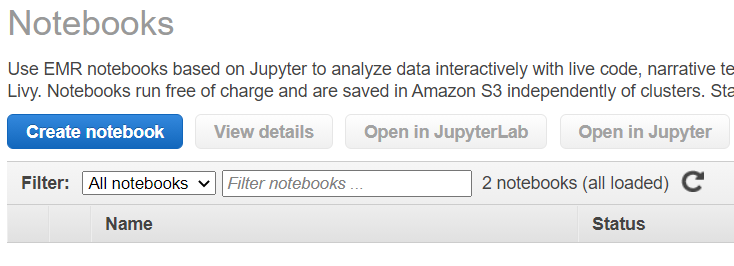 Notebooks
Use EMR notebooks based on Jupyter to analyze data interactively with live code, narrative te
Livy. Notebooks run free of charge and are saved in Amazon S3 independently of clusters. Sta
Create notebook View details Open in JupyterLab Open in Jupyter
Filter: All notebooks Filter notebooks ... 2 notebooks (all loaded)
Name Status